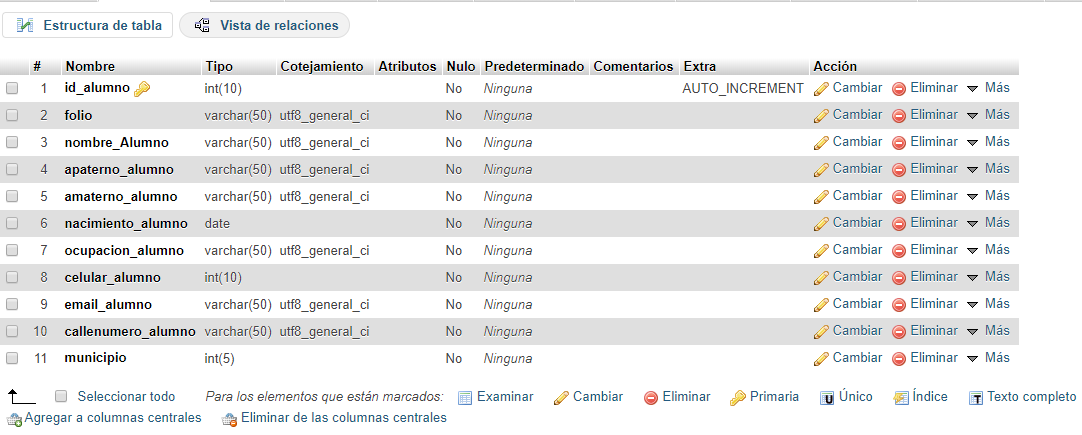 Estructura de tabla Vista de relaciones
# Nombre Tipo Cotejamiento Atributos Nulo Predeterminado Comentarios Extra Acción
1 id_alumno int(10) No Ninguna AUTO_INCREMENT Cambiar Eliminar Más
2 folio varchar(50) utf8_general_ci No Ninguna Cambiar Eliminar Más
3 nombre_Alumno varchar(50) utf8_general_ci No Ninguna Cambiar Eliminar Más
4 apaterno_alumno varchar(50) utf8_general_ci No Ninguna Cambiar Eliminar Más
5 amaterno_alumno varchar(50) utf8_general_ci No Ninguna Cambiar Eliminar Más
6 nacimiento_alumno date No Ninguna Cambiar Eliminar Más
7 ocupacion_alumno varchar(50) utf8_general_ci No Ninguna Cambiar Eliminar Más
8 celular_alumno int(10) No Ninguna Cambiar Eliminar Más
9 email_alumno varchar(50) utf8_general_ci No Ninguna Cambiar Eliminar Más
10 callenumero_alumno varchar(50) utf8_general_ci No Ninguna Cambiar Eliminar Más
11 municipio int(5) No Ninguna Cambiar Eliminar Más
Seleccionar todo Para los elementos que están marcados: Examinar Cambiar Eliminar Primaria Único Índice Texto completo
Agregar a columnas centrales Eliminar de las columnas centrales